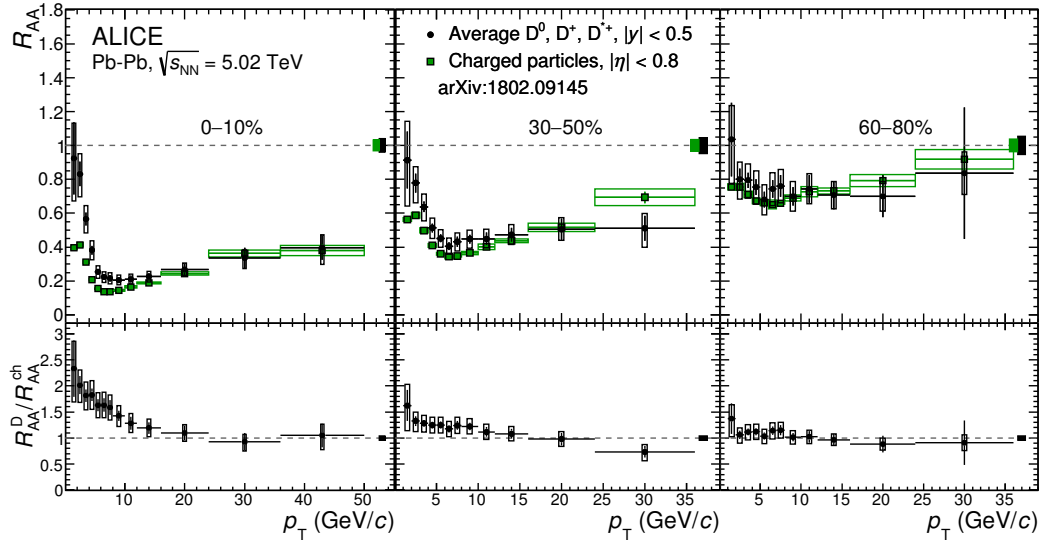 R_AA
ALICE
Pb-Pb, √s_NN = 5.02 TeV
Average D⁰, D⁺, D*⁺, |y| < 0.5
Charged particles, |η| < 0.8
arXiv:1802.09145
0–10%
30–50%
60–80%
1.8
1.6
1.4
1.2
1
0.8
0.6
0.4
0.2
0
R_AA^D / R_AA^ch
3
2.5
2
1.5
1
0.5
0
10 20 30 40 50
5 10 15 20 25 30 35
5 10 15 20 25 30 35
p_T (GeV/c)
p_T (GeV/c)
p_T (GeV/c)